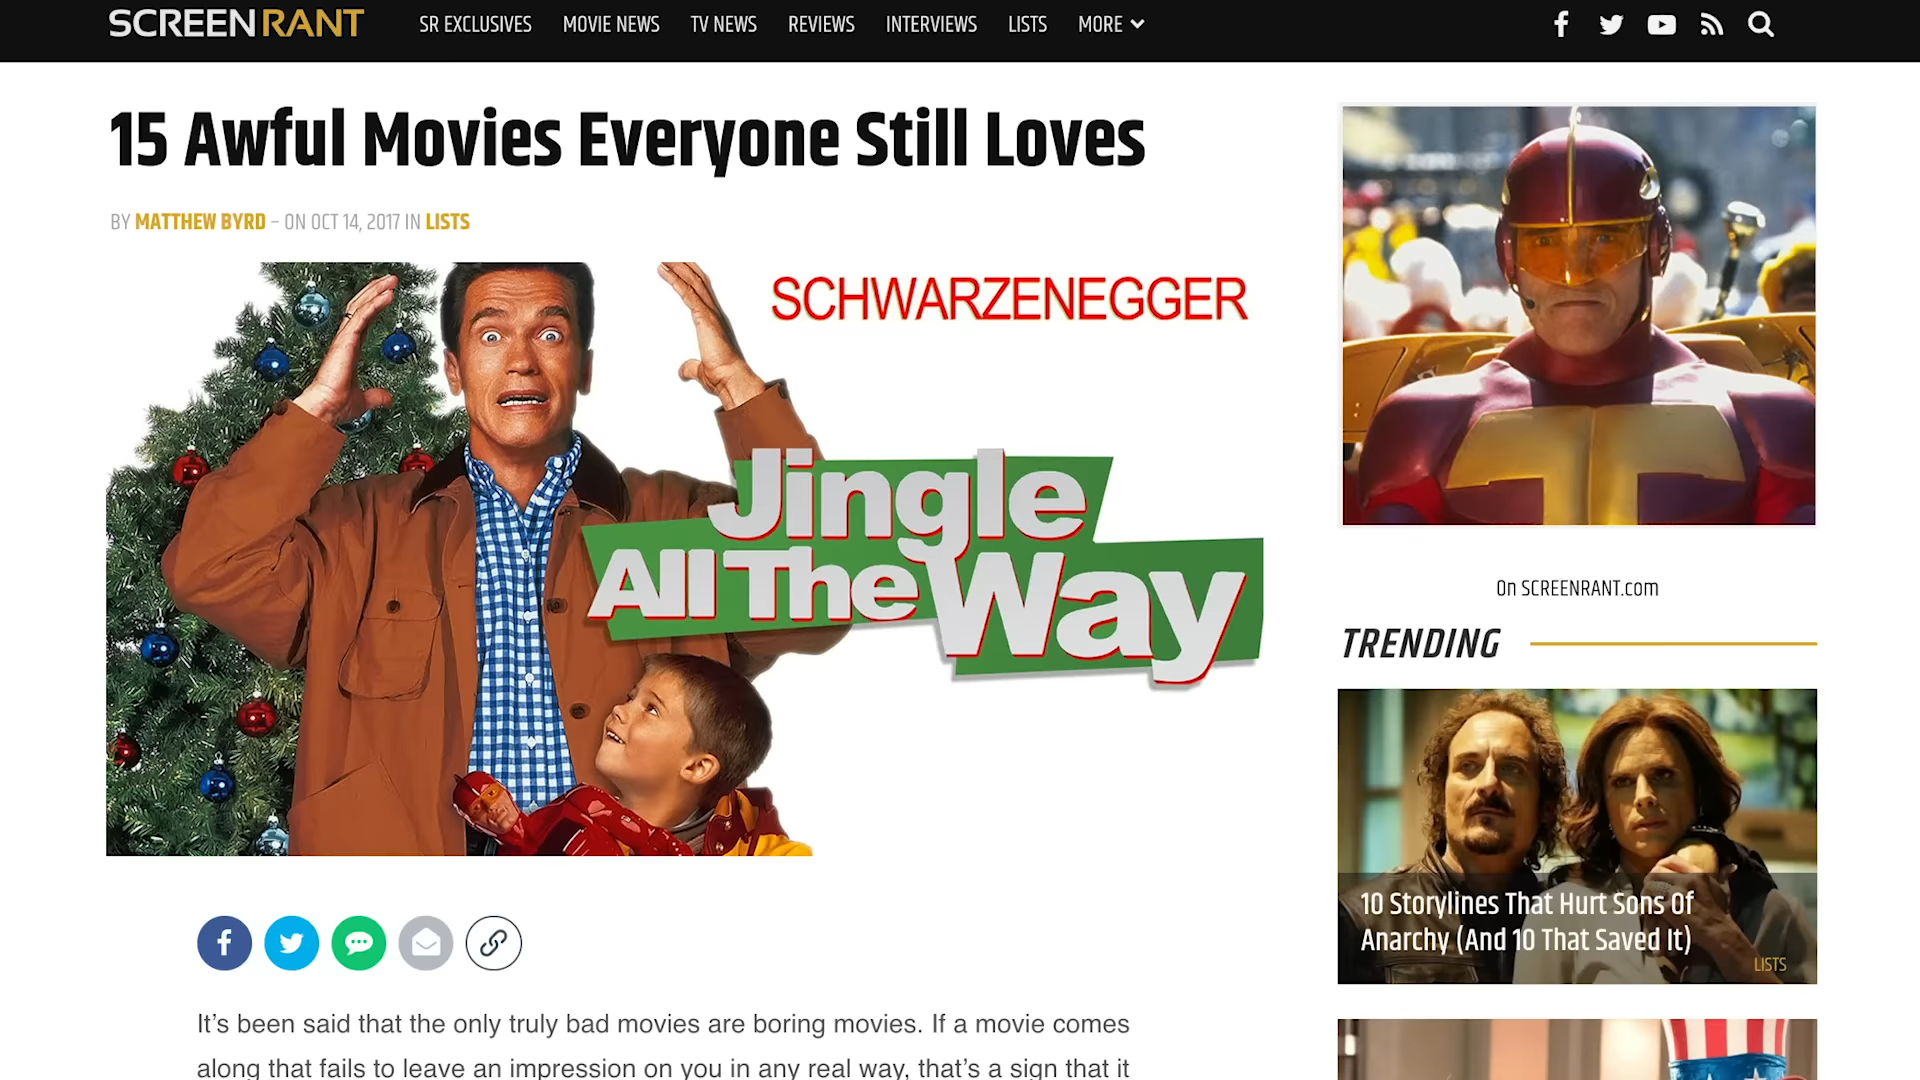 SCREENRANT
SR EXCLUSIVES MOVIE NEWS TV NEWS REVIEWS INTERVIEWS LISTS MORE
15 Awful Movies Everyone Still Loves
BY MATTHEW BYRD – ON OCT 14, 2017 IN LISTS
SCHWARZENEGGER
Jingle
All The Way
It’s been said that the only truly bad movies are boring movies. If a movie comes
along that fails to leave an impression on you in any real way, that’s a sign that it
On SCREENRANT.com
TRENDING
10 Storylines That Hurt Sons Of
Anarchy (And 10 That Saved It)
LISTS